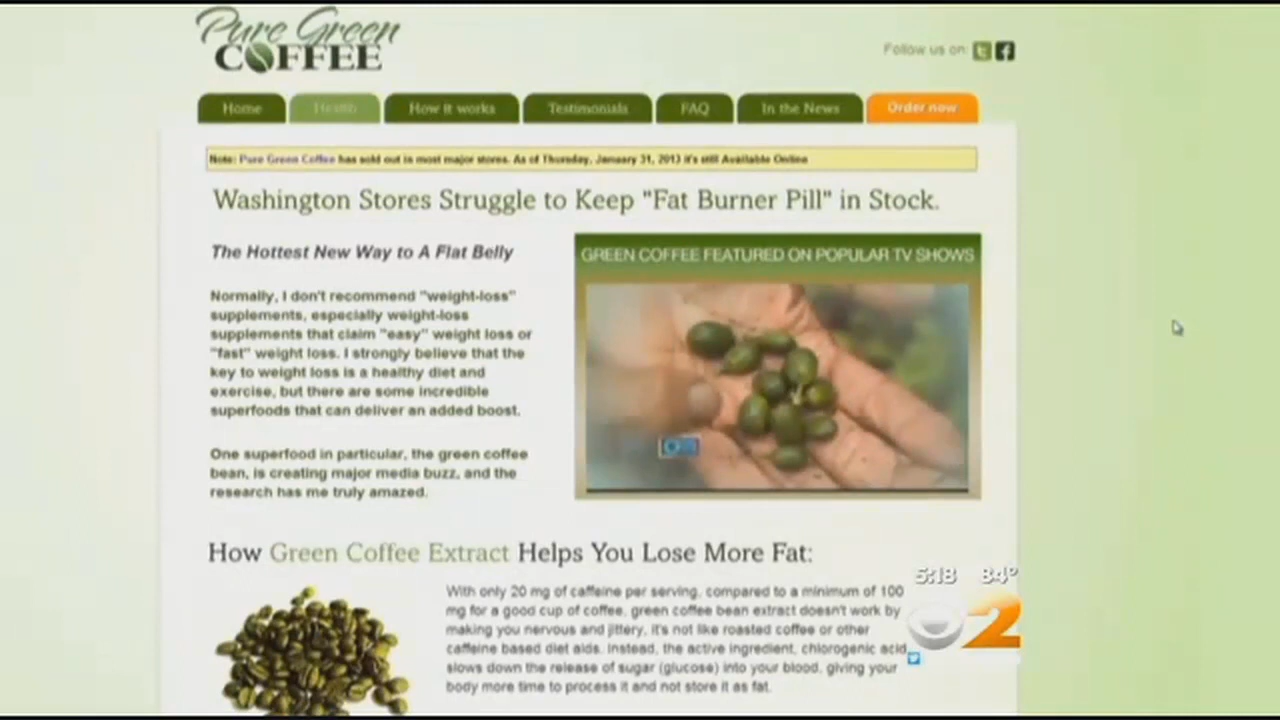 Pure Green
COFFEE
Follow us on:
Home
Health
How it works
Testimonials
FAQ
In the News
Order now
Note: Pure Green Coffee has sold out is most major stores. As of Thursday, January 31, 2013 it's still Available Online
Washington Stores Struggle to Keep "Fat Burner Pill" in Stock.
The Hottest New Way to A Flat Belly
Normally, I don't recommend "weight-loss"
supplements, especially weight-loss
supplements that claim "easy" weight loss or
"fast" weight loss. I strongly believe that the
key to weight loss is a healthy diet and
exercise, but there are some incredible
superfoods that can deliver an added boost.
One superfood in particular, the green coffee
bean, is creating major media buzz, and the
research has me truly amazed.
GREEN COFFEE FEATURED ON POPULAR TV SHOWS
How Green Coffee Extract Helps You Lose More Fat:
With only 20 mg of caffeine per serving, compared to a minimum of 100
mg for a good cup of coffee, green coffee bean extract doesn't work by
making you nervous and jittery, it's not like roasted coffee or other
caffeine based diet aids. Instead, the active ingredient, chlorogenic acid
slows down the release of sugar (glucose) into your blood, giving your
body more time to process it and not store it as fat.
5:18 84°
2